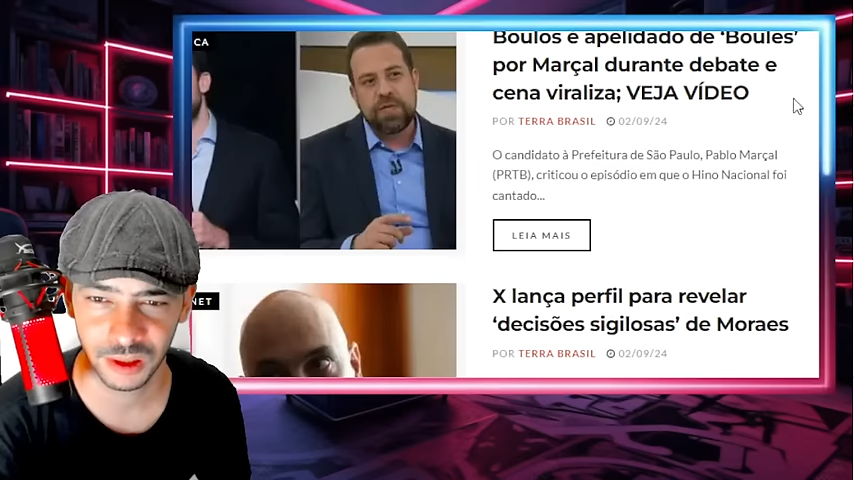 CA
Boulos é apelidado de ‘Boules’
por Marçal durante debate e
cena viraliza; VEJA VÍDEO
POR TERRA BRASIL 02/09/24
O candidato à Prefeitura de São Paulo, Pablo Marçal
(PRTB), criticou o episódio em que o Hino Nacional foi
cantado...
LEIA MAIS
NET
X lança perfil para revelar
‘decisões sigilosas’ de Moraes
POR TERRA BRASIL 02/09/24